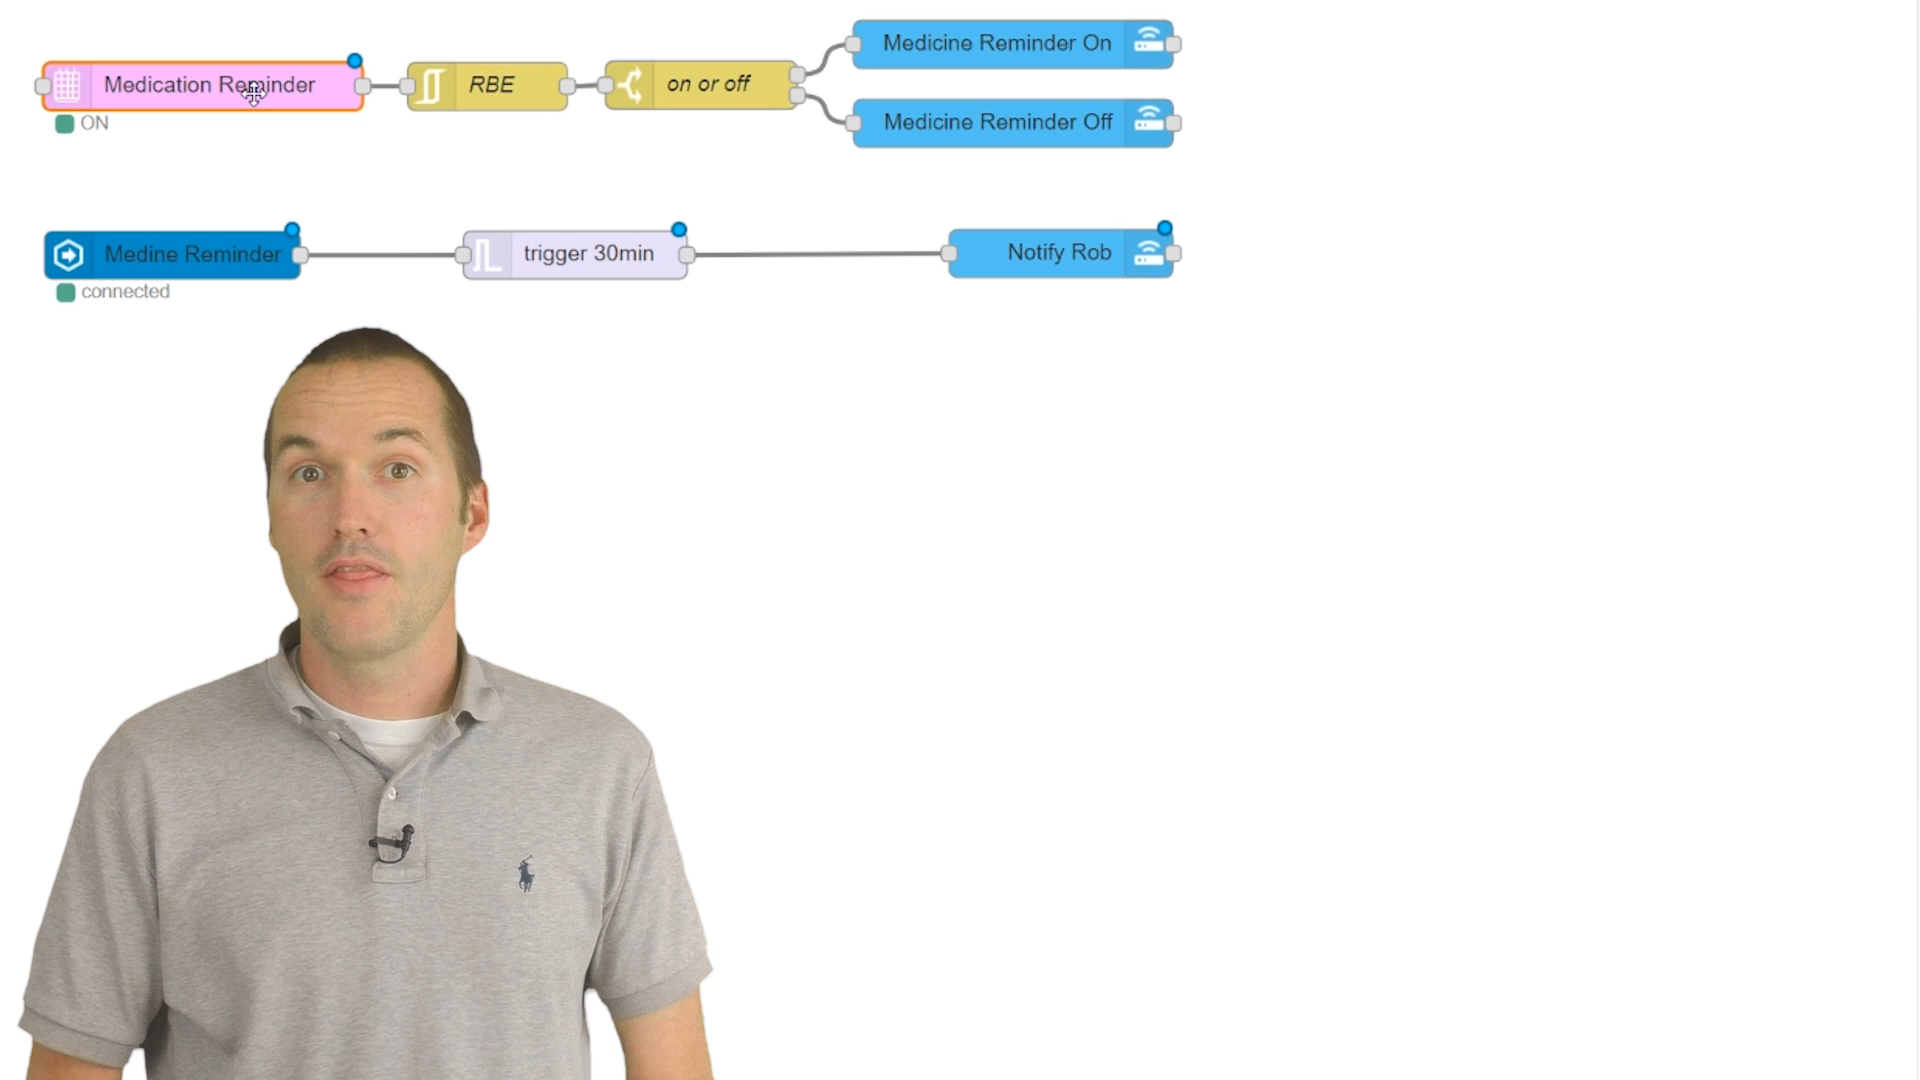 Medication Reminder
ON
RBE
on or off
Medicine Reminder On
Medicine Reminder Off
Medine Reminder
connected
trigger 30min
Notify Rob